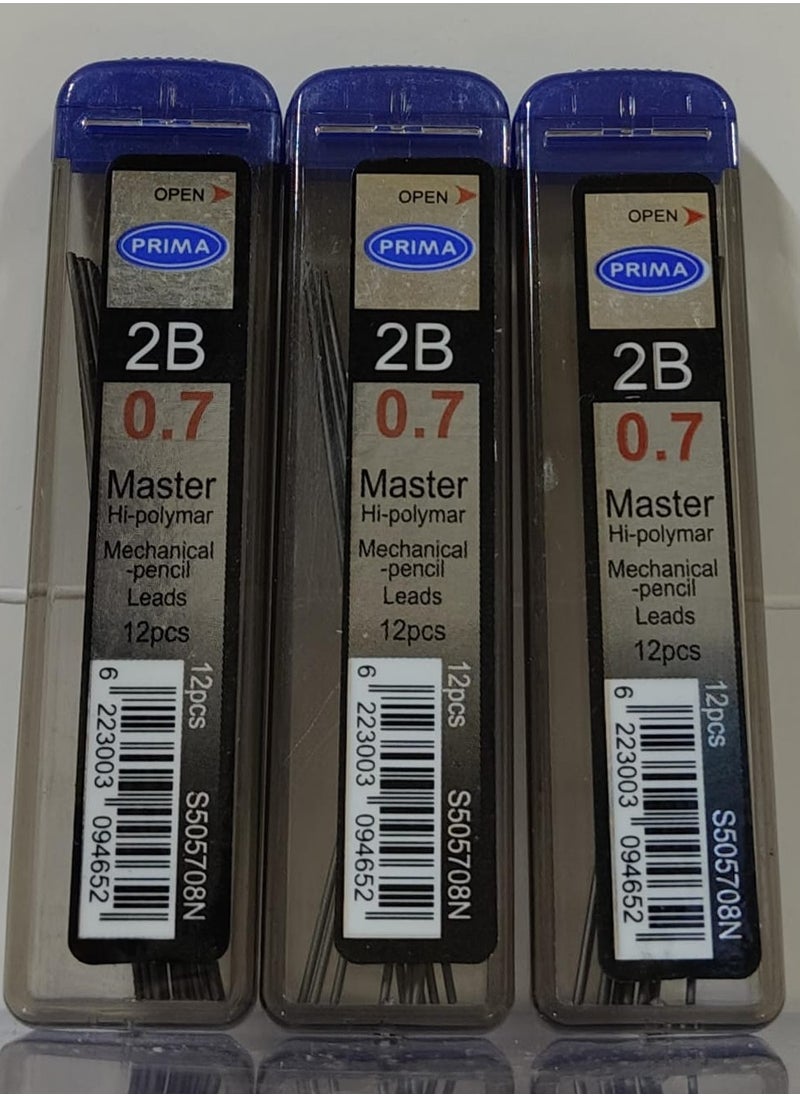 OPEN
PRIMA
2B
0.7
Master
Hi-polymar
Mechanical
-pencil
Leads
12pcs
12pcs S505708N
6 223003 094652
OPEN
PRIMA
2B
0.7
Master
Hi-polymar
Mechanical
-pencil
Leads
12pcs
12pcs S505708N
6 223003 094652
OPEN
PRIMA
2B
0.7
Master
Hi-polymar
Mechanical
-pencil
Leads
12pcs
12pcs S505708N
6 223003 094652